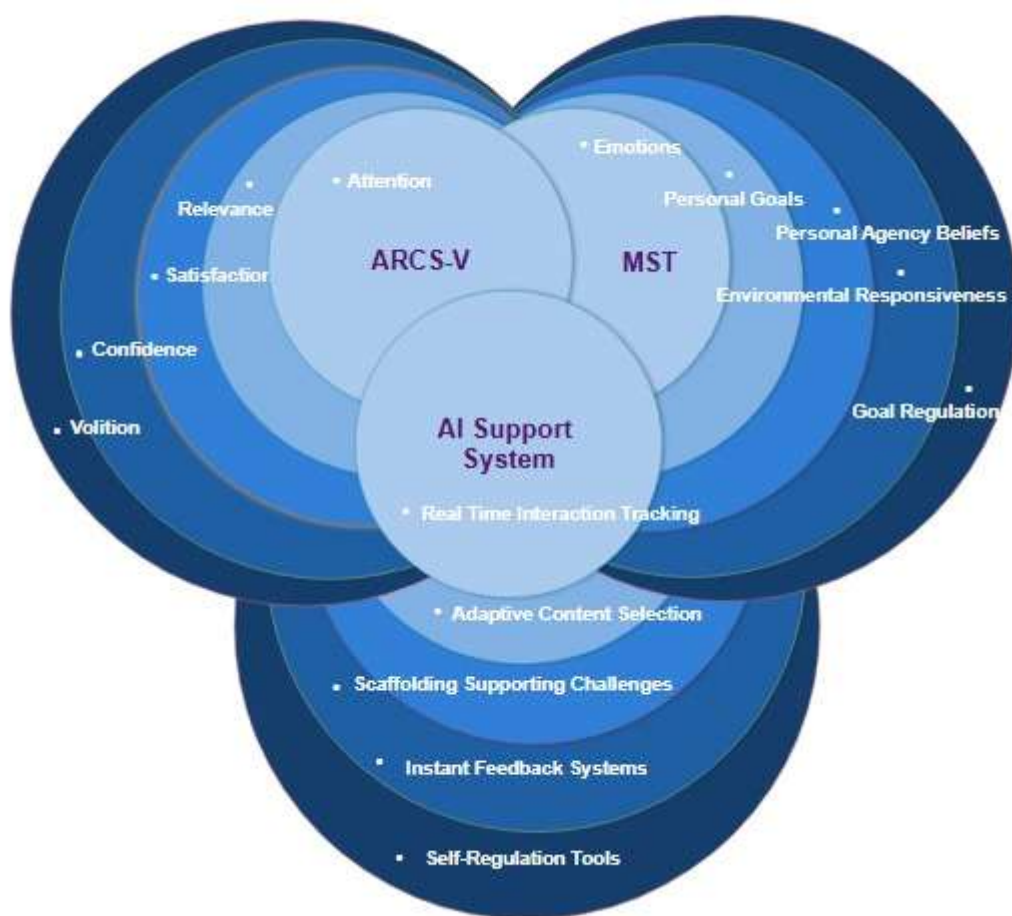 Attention
Relevance
ARCS-V
Satisfactior
Confidence
Volition
Emotions
Personal Goals
Personal Agency Beliefs
MST
Environmental Responsiveness
Goal Regulation
AI Support
System
Real Time Interaction Tracking
Adaptive Content Selection
Scaffolding Supporting Challenges
Instant Feedback Systems
Self-Regulation Tools